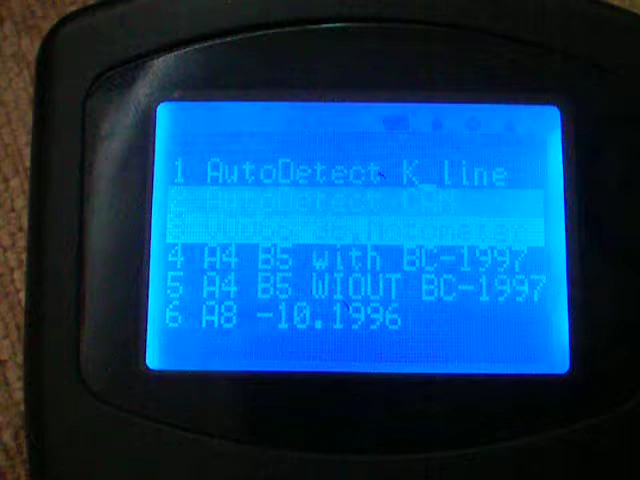 1 AutoDetect K_line
2 AutoDetect CAN
3
4 A4 B5 with BC-1997
5 A4 B5 WIOUT BC-1997
6 A8 -10.1996